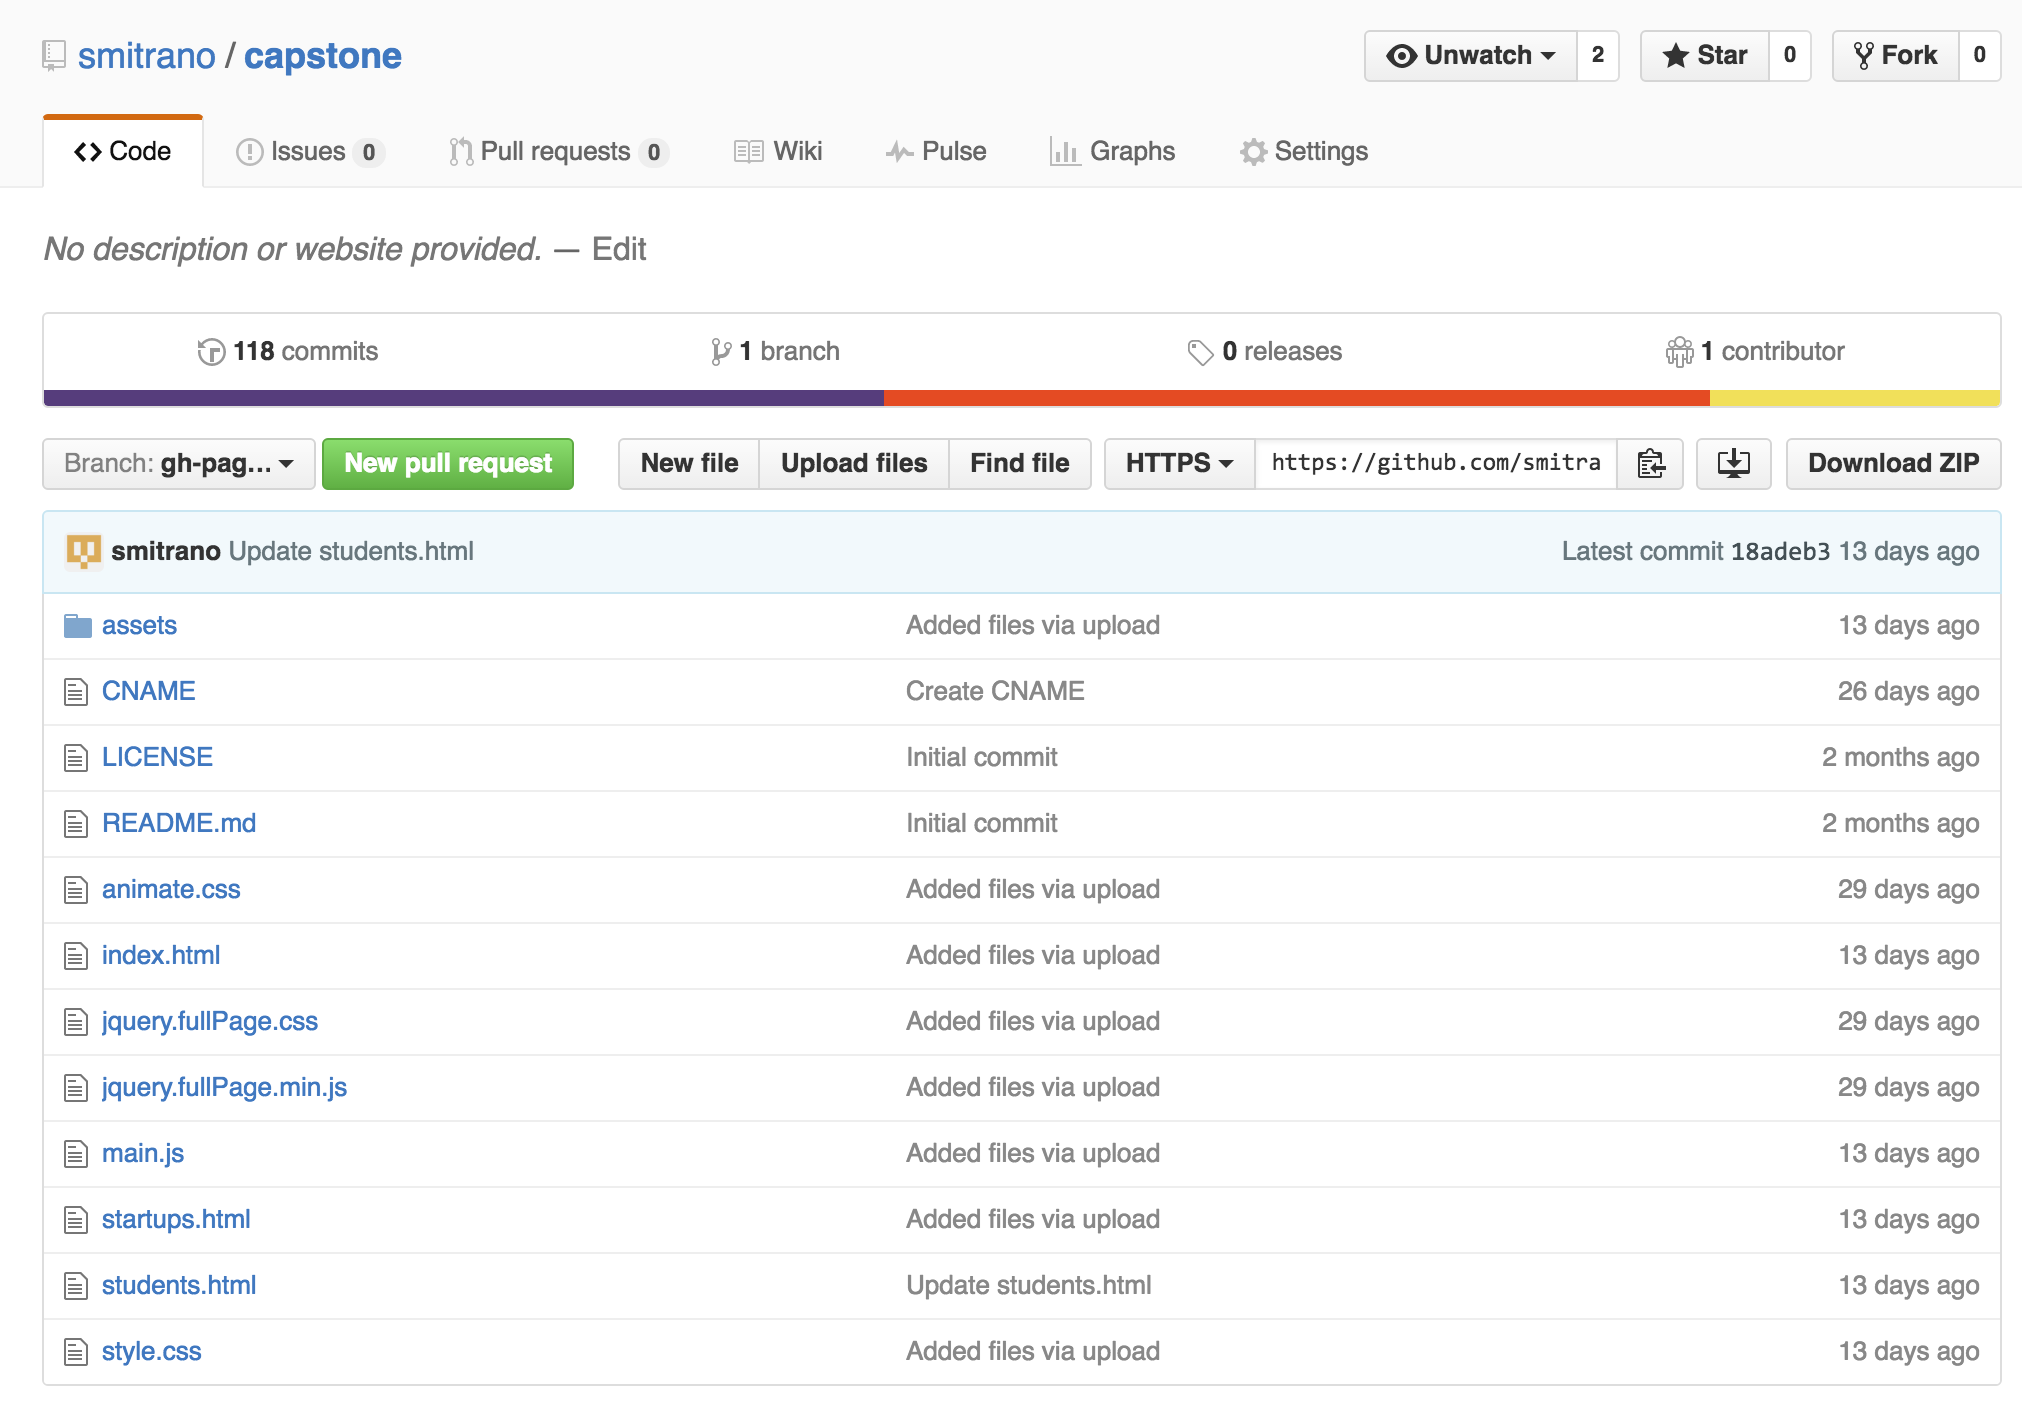 smitrano / capstone
Unwatch 2 Star 0 Fork 0
Code Issues 0 Pull requests 0 Wiki Pulse Graphs Settings
No description or website provided. — Edit
118 commits 1 branch 0 releases 1 contributor
Branch: gh-pag... New pull request New file Upload files Find file HTTPS https://github.com/smitra Download ZIP
smitrano Update students.html Latest commit 18adeb3 13 days ago
assets Added files via upload 13 days ago
CNAME Create CNAME 26 days ago
LICENSE Initial commit 2 months ago
README.md Initial commit 2 months ago
animate.css Added files via upload 29 days ago
index.html Added files via upload 13 days ago
jquery.fullPage.css Added files via upload 29 days ago
jquery.fullPage.min.js Added files via upload 29 days ago
main.js Added files via upload 13 days ago
startups.html Added files via upload 13 days ago
students.html Update students.html 13 days ago
style.css Added files via upload 13 days ago